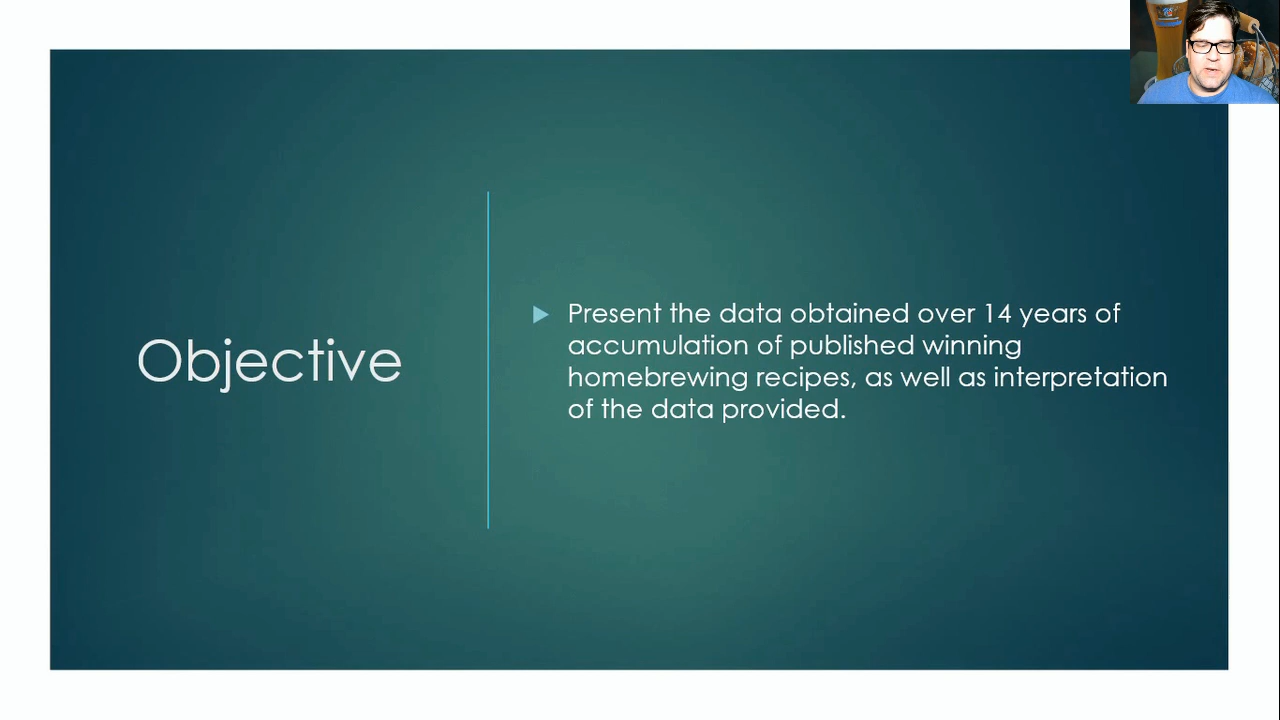 Objective
Present the data obtained over 14 years of
accumulation of published winning
homebrewing recipes, as well as interpretation
of the data provided.